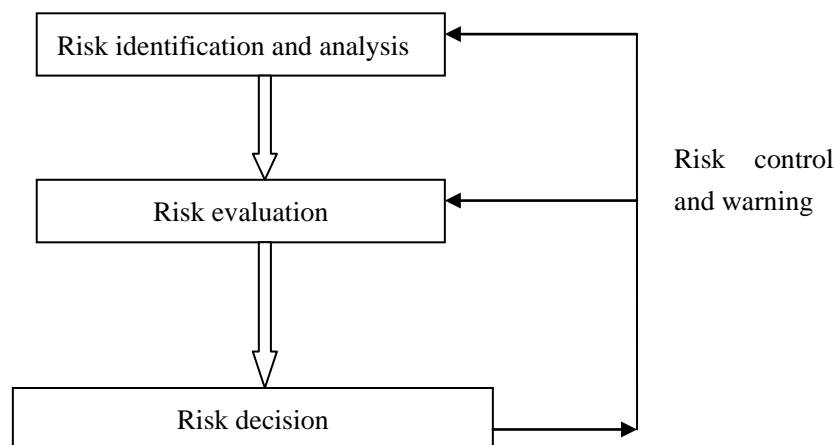 Risk identification and analysis
Risk control
and warning
Risk evaluation
Risk decision